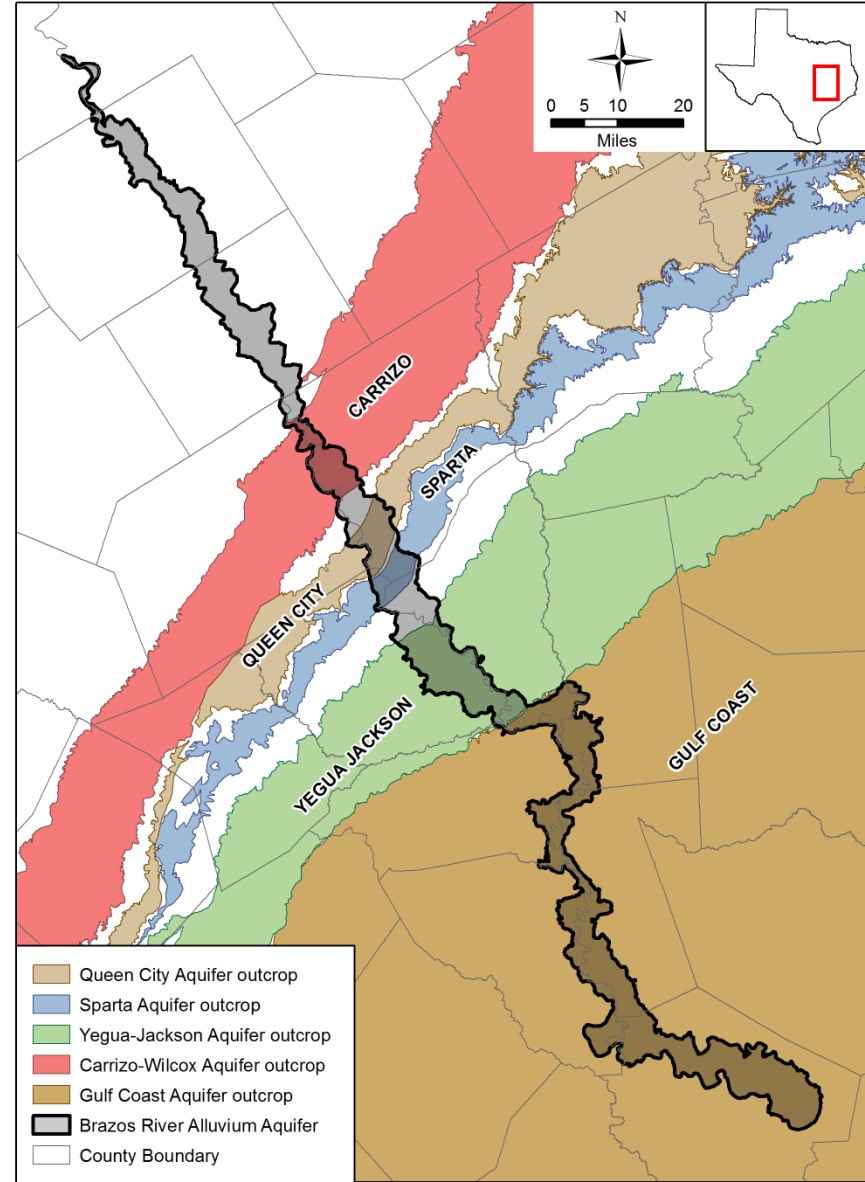 N
0 5 10 20
Miles
CARRIZO
SPARTA
QUEEN CITY
YEGUA JACKSON
GULF COAST
Queen City Aquifer outcrop
Sparta Aquifer outcrop
Yegua-Jackson Aquifer outcrop
Carrizo-Wilcox Aquifer outcrop
Gulf Coast Aquifer outcrop
Brazos River Alluvium Aquifer
County Boundary